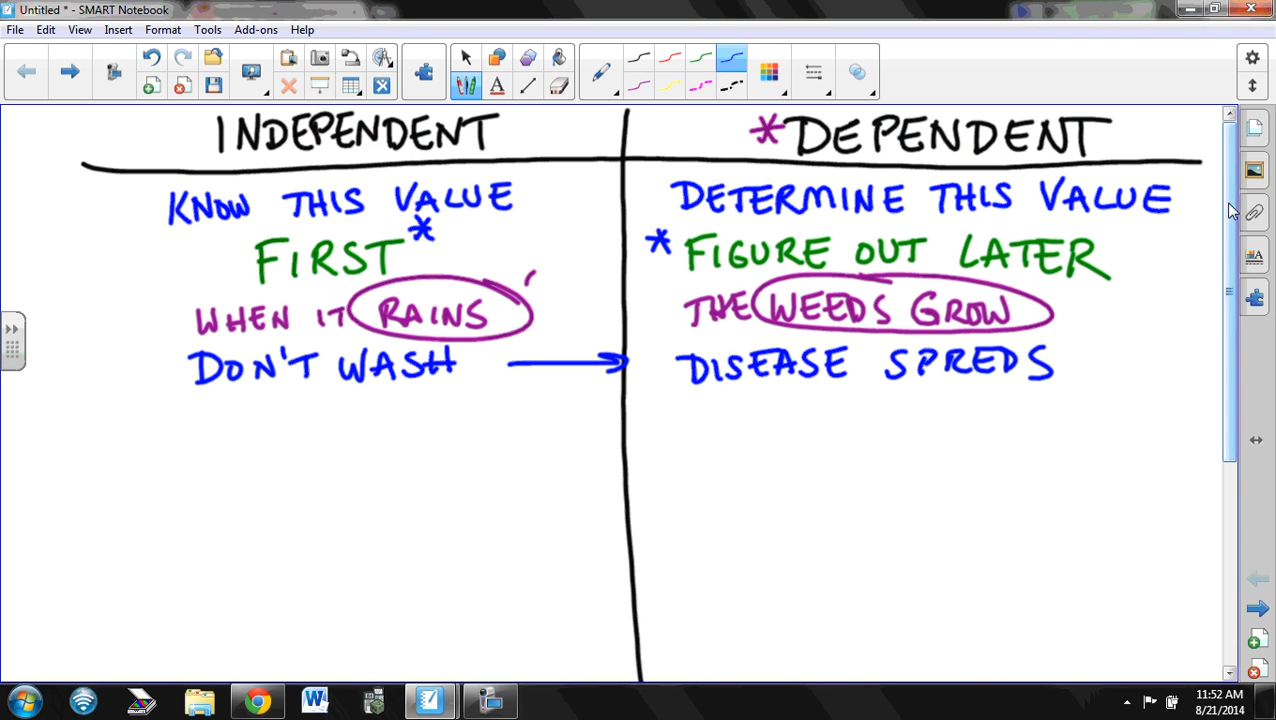 Untitled * - SMART Notebook
File Edit View Insert Format Tools Add-ons Help
INDEPENDENT *DEPENDENT
KNOW THIS VALUE DETERMINE THIS VALUE
FIRST* *FIGURE OUT LATER
WHEN IT RAINS THE WEEDS GROW
DON'T WASH → DISEASE SPREDS
11:52 AM
8/21/2014